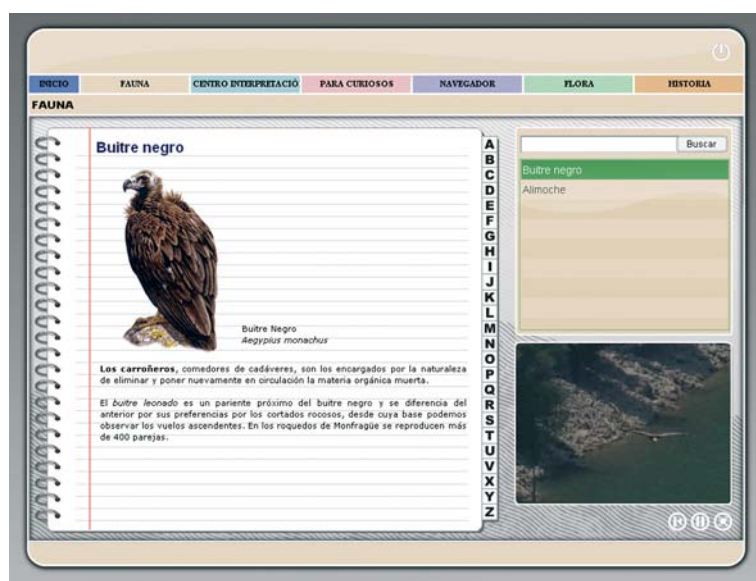 INICIO FAUNA CENTRO INTERPRETACIÓ PARA CURIOSOS NAVEGADOR FLORA HISTORIA
FAUNA
Buitre negro
Buitre Negro
Aegypius monachus
Los carroñeros, comedores de cadáveres, son los encargados por la naturaleza
de eliminar y poner nuevamente en circulación la materia orgánica muerta.
El buitre leonado es un pariente próximo del buitre negro y se diferencia del
anterior por sus preferencias por los cortados rocosos, desde cuya base podemos
observar los vuelos ascendentes. En los roquedos de Monfragüe se reproducen más
de 400 parejas.
A
B
C
D
E
F
G
H
I
J
K
L
M
N
O
P
Q
R
S
T
U
V
X
Y
Z
Buscar
Buitre negro
Alimoche